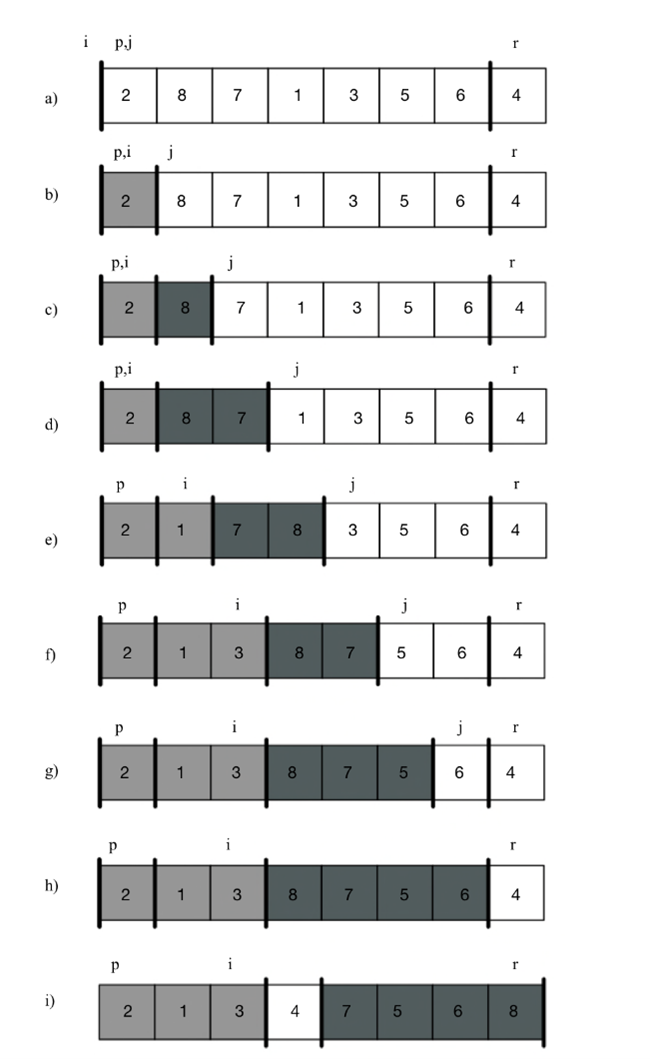 i p,j r
a) 2 8 7 1 3 5 6 4
p,i j r
b) 2 8 7 1 3 5 6 4
p,i j r
c) 2 8 7 1 3 5 6 4
p,i j r
d) 2 8 7 1 3 5 6 4
p i j r
e) 2 1 7 8 3 5 6 4
p i j r
f) 2 1 3 8 7 5 6 4
p i j r
g) 2 1 3 8 7 5 6 4
p i r
h) 2 1 3 8 7 5 6 4
p i r
i) 2 1 3 4 7 5 6 8